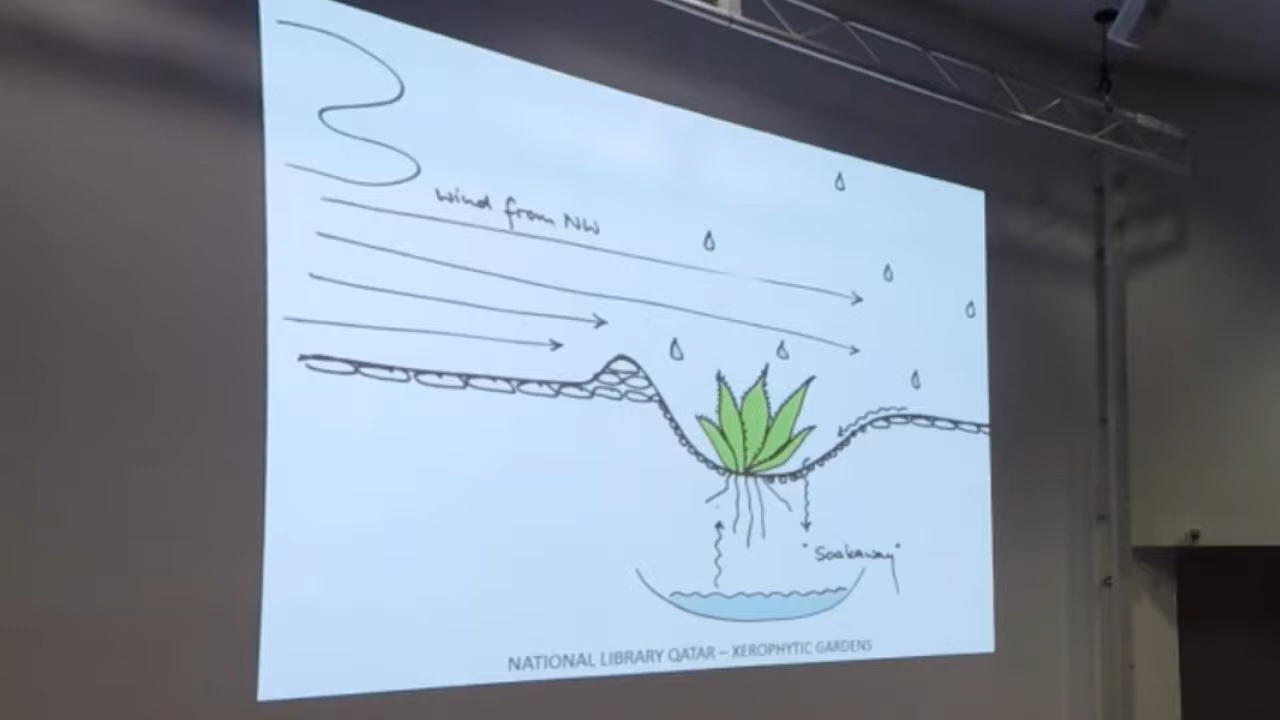 wind from NW
"Soakaway"
NATIONAL LIBRARY QATAR – XEROPHYTIC GARDENS